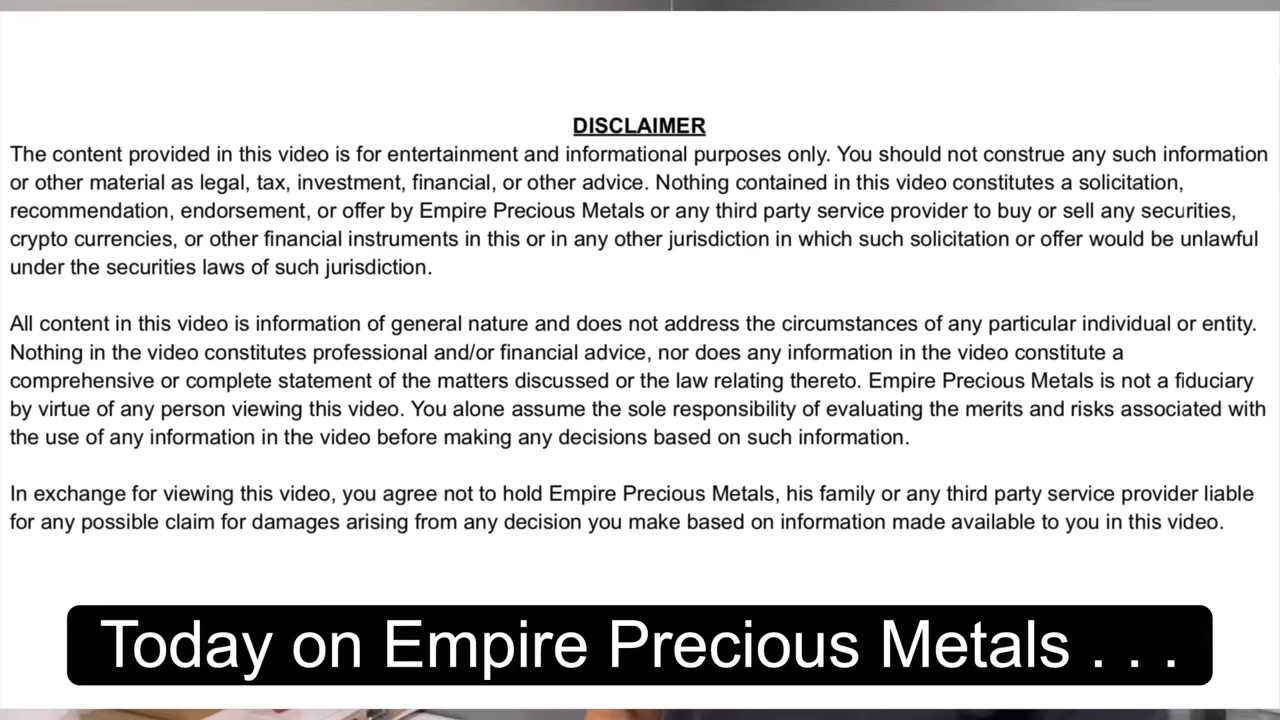 DISCLAIMER
The content provided in this video is for entertainment and informational purposes only. You should not construe any such information
or other material as legal, tax, investment, financial, or other advice. Nothing contained in this video constitutes a solicitation,
recommendation, endorsement, or offer by Empire Precious Metals or any third party service provider to buy or sell any securities,
crypto currencies, or other financial instruments in this or in any other jurisdiction in which such solicitation or offer would be unlawful
under the securities laws of such jurisdiction.
All content in this video is information of general nature and does not address the circumstances of any particular individual or entity.
Nothing in the video constitutes professional and/or financial advice, nor does any information in the video constitute a
comprehensive or complete statement of the matters discussed or the law relating thereto. Empire Precious Metals is not a fiduciary
by virtue of any person viewing this video. You alone assume the sole responsibility of evaluating the merits and risks associated with
the use of any information in the video before making any decisions based on such information.
In exchange for viewing this video, you agree not to hold Empire Precious Metals, his family or any third party service provider liable
for any possible claim for damages arising from any decision you make based on information made available to you in this video.
Today on Empire Precious Metals . . .